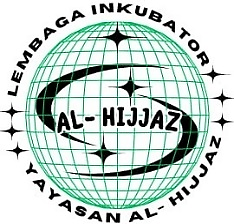 LEMBAGA INKUBATOR
AL- HIJJAZ
YAYASAN AL- HIJJAZ